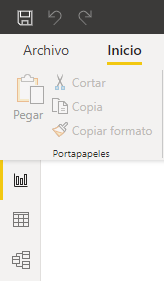 Archivo Inicio
Pegar
Cortar
Copia
Copiar formato
Portapapeles